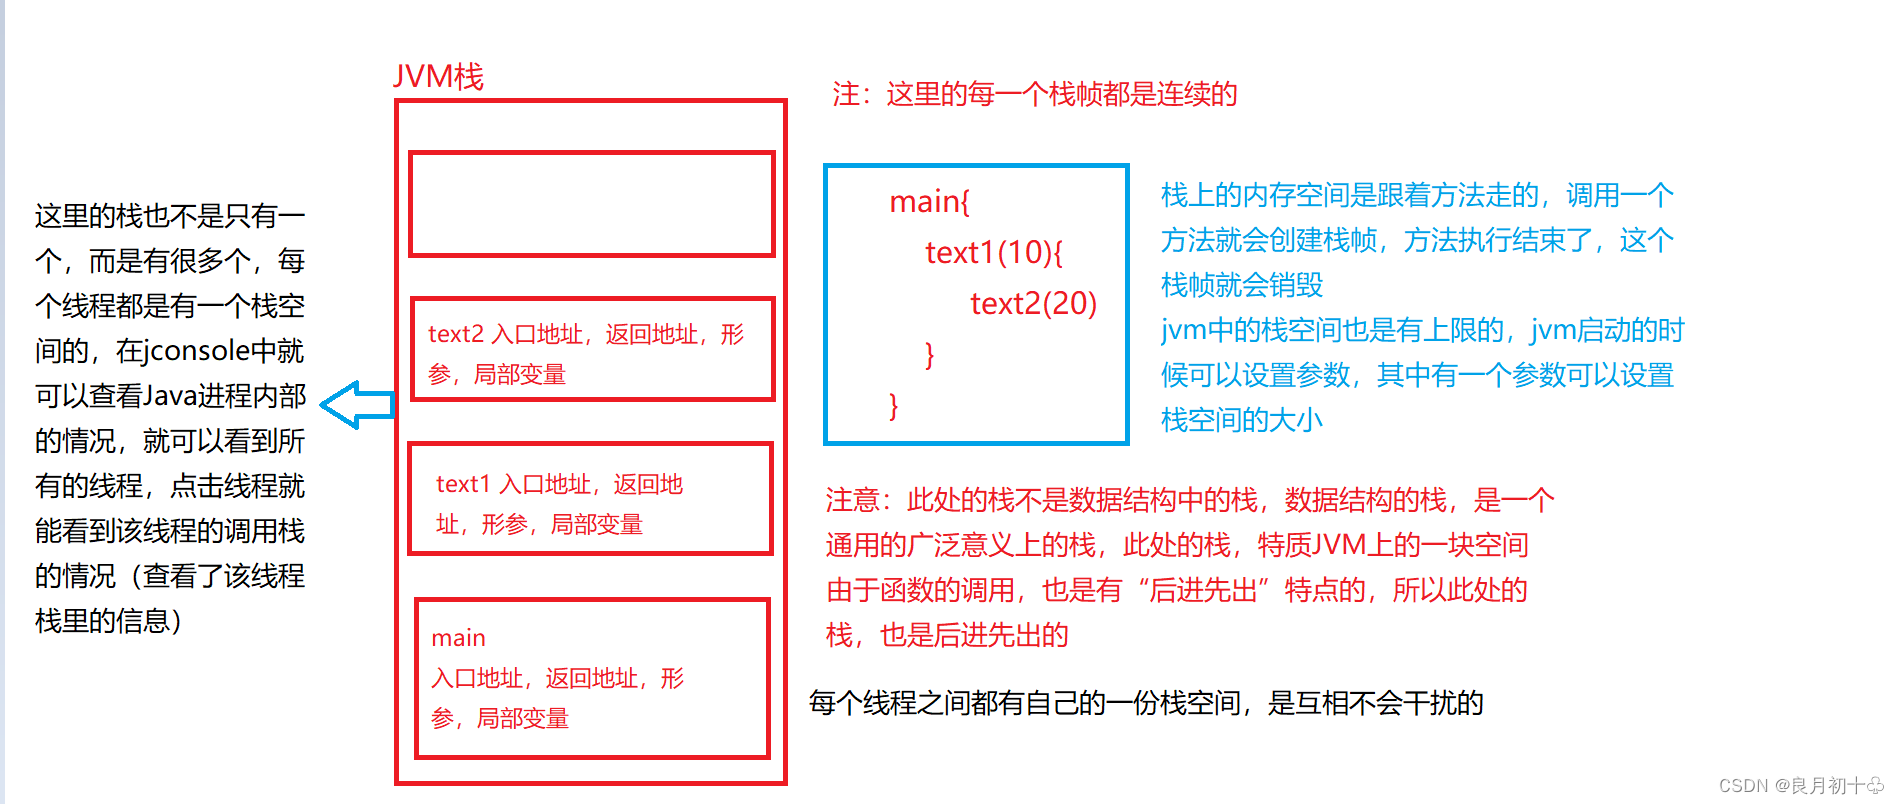 JVM栈
注：这里的每一个栈帧都是连续的
这里的栈也不是只有一
个，而是有很多个，每
个线程都是有一个栈空
间的，在jconsole中就
可以查看Java进程内部
的情况，就可以看到所
有的线程，点击线程就
能看到该线程的调用栈
的情况（查看了该线程
栈里的信息）
text2 入口地址，返回地址，形
参，局部变量
text1 入口地址，返回地
址，形参，局部变量
main
入口地址，返回地址，形
参，局部变量
main{
text1(10){
text2(20)
}
}
栈上的内存空间是跟着方法走的，调用一个
方法就会创建栈帧，方法执行结束了，这个
栈帧就会销毁
jvm中的栈空间也是有上限的，jvm启动的时
候可以设置参数，其中有一个参数可以设置
栈空间的大小
注意：此处的栈不是数据结构中的栈，数据结构的栈，是一个
通用的广泛意义上的栈，此处的栈，特质JVM上的一块空间
由于函数的调用，也是有“后进先出”特点的，所以此处的
栈，也是后进先出的
每个线程之间都有自己的一份栈空间，是互相不会干扰的
CSDN @良月初十♧